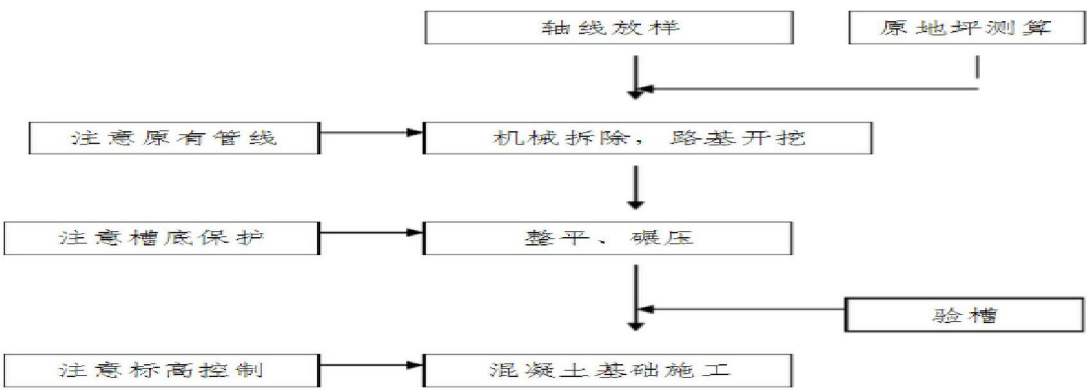 轴线放样
原地坪测算
注意原有管线
机械拆除，路基开挖
注意槽底保护
整平、碾压
验槽
注意标高控制
混凝土基础施工